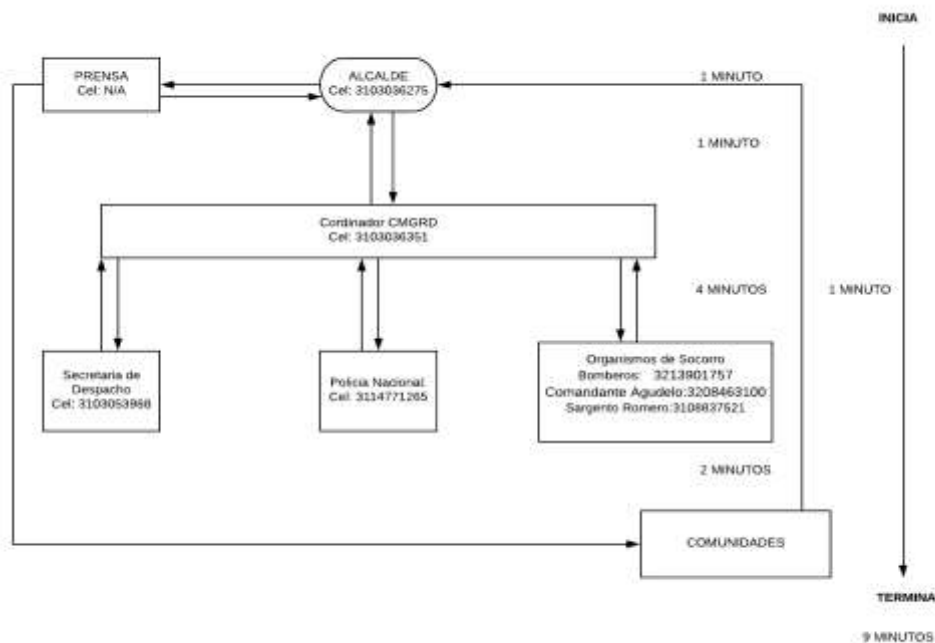 INICIA
PRENSA
Cel: N/A
ALCALDE
Cel: 3103036275
1 MINUTO
1 MINUTO
Cordinador CMGRD
Cel: 3103036351
4 MINUTOS
1 MINUTO
Secretaria de
Despacho
Cel: 3103053968
Policia Nacional
Cel: 3114771265
Organismos de Socorro
Bomberos: 3213901757
Comandante Agudelo:3208463100
Sargento Romero:3108837521
2 MINUTOS
COMUNIDADES
TERMINA
9 MINUTOS